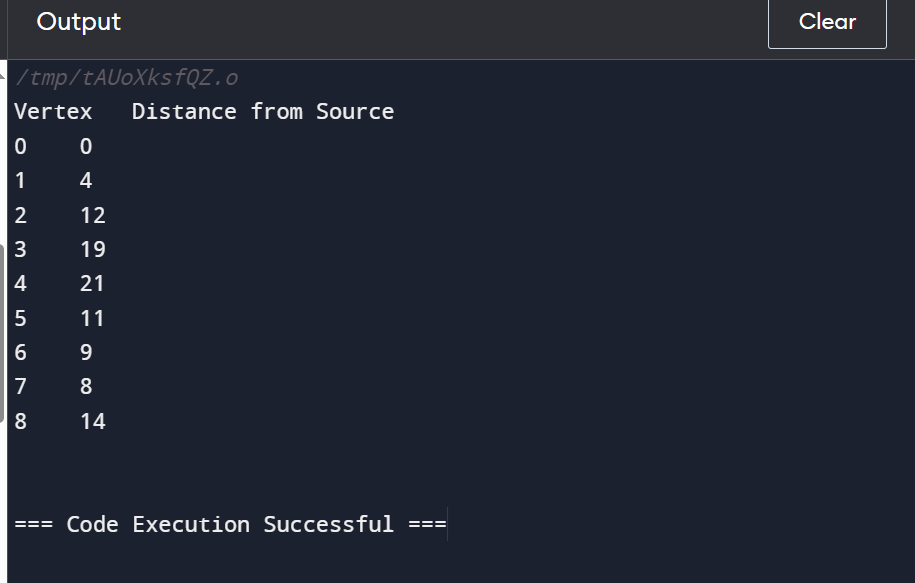 Output
Clear
/tmp/tAUoXksfQZ.o
Vertex   Distance from Source
0    0
1    4
2    12
3    19
4    21
5    11
6    9
7    8
8    14
=== Code Execution Successful ===